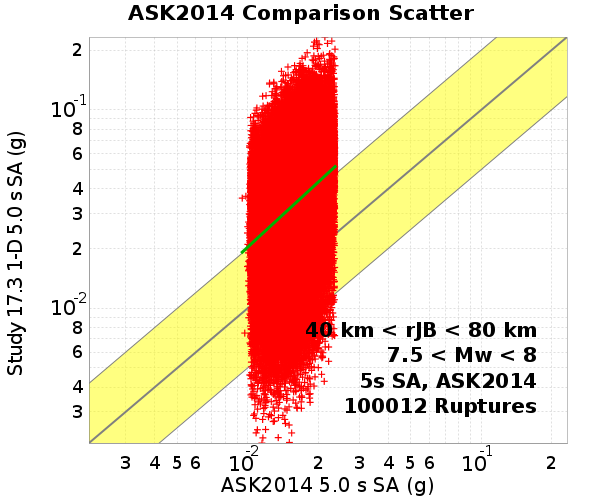 ASK2014 Comparison Scatter
Study 17.3 1-D 5.0 s SA (g)
2
10-1
8
6
4
3
2
10-2
8
6
4
3
40 km < rJB < 80 km
7.5 < Mw < 8
5s SA, ASK2014
100012 Ruptures
3 4 5 6 10-2 2 3 4 5 6 10-1 2
ASK2014 5.0 s SA (g)